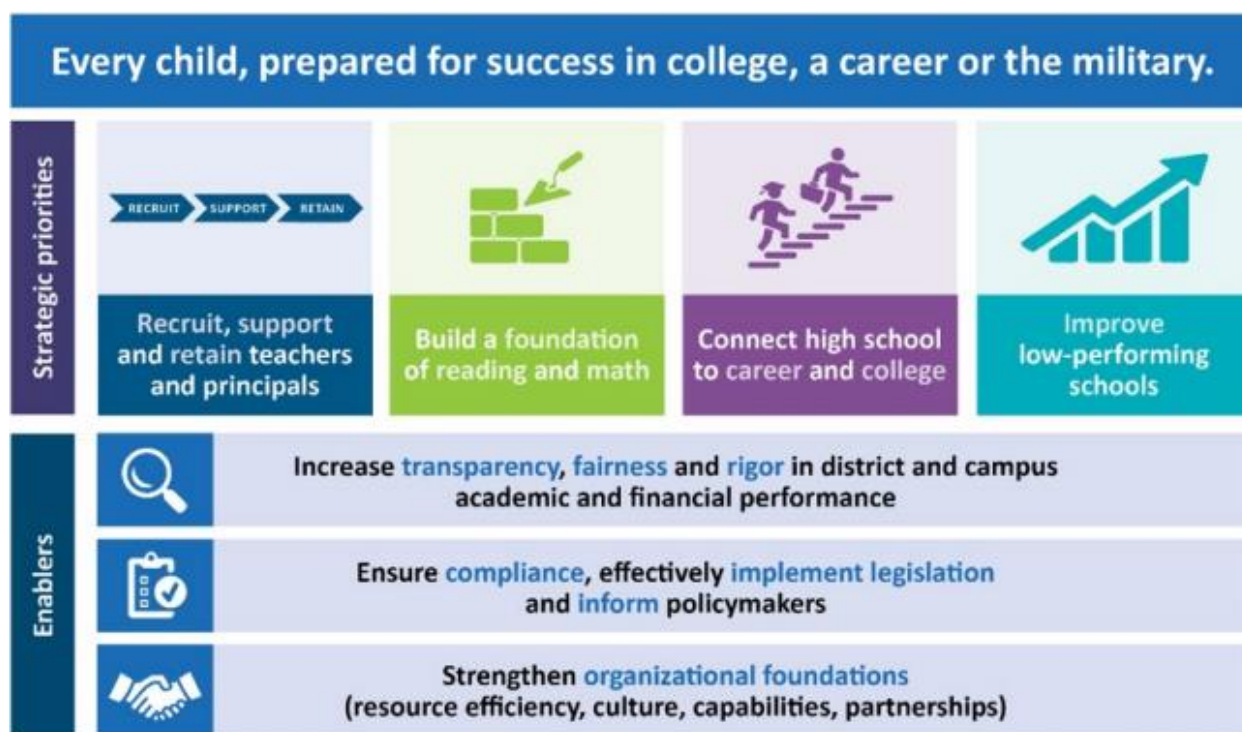 Every child, prepared for success in college, a career or the military.
Strategic priorities
RECRUIT SUPPORT RETAIN
Recruit, support
and retain teachers
and principals
Build a foundation
of reading and math
Connect high school
to career and college
Improve
low-performing
schools
Enablers
Increase transparency, fairness and rigor in district and campus
academic and financial performance
Ensure compliance, effectively implement legislation
and inform policymakers
Strengthen organizational foundations
(resource efficiency, culture, capabilities, partnerships)